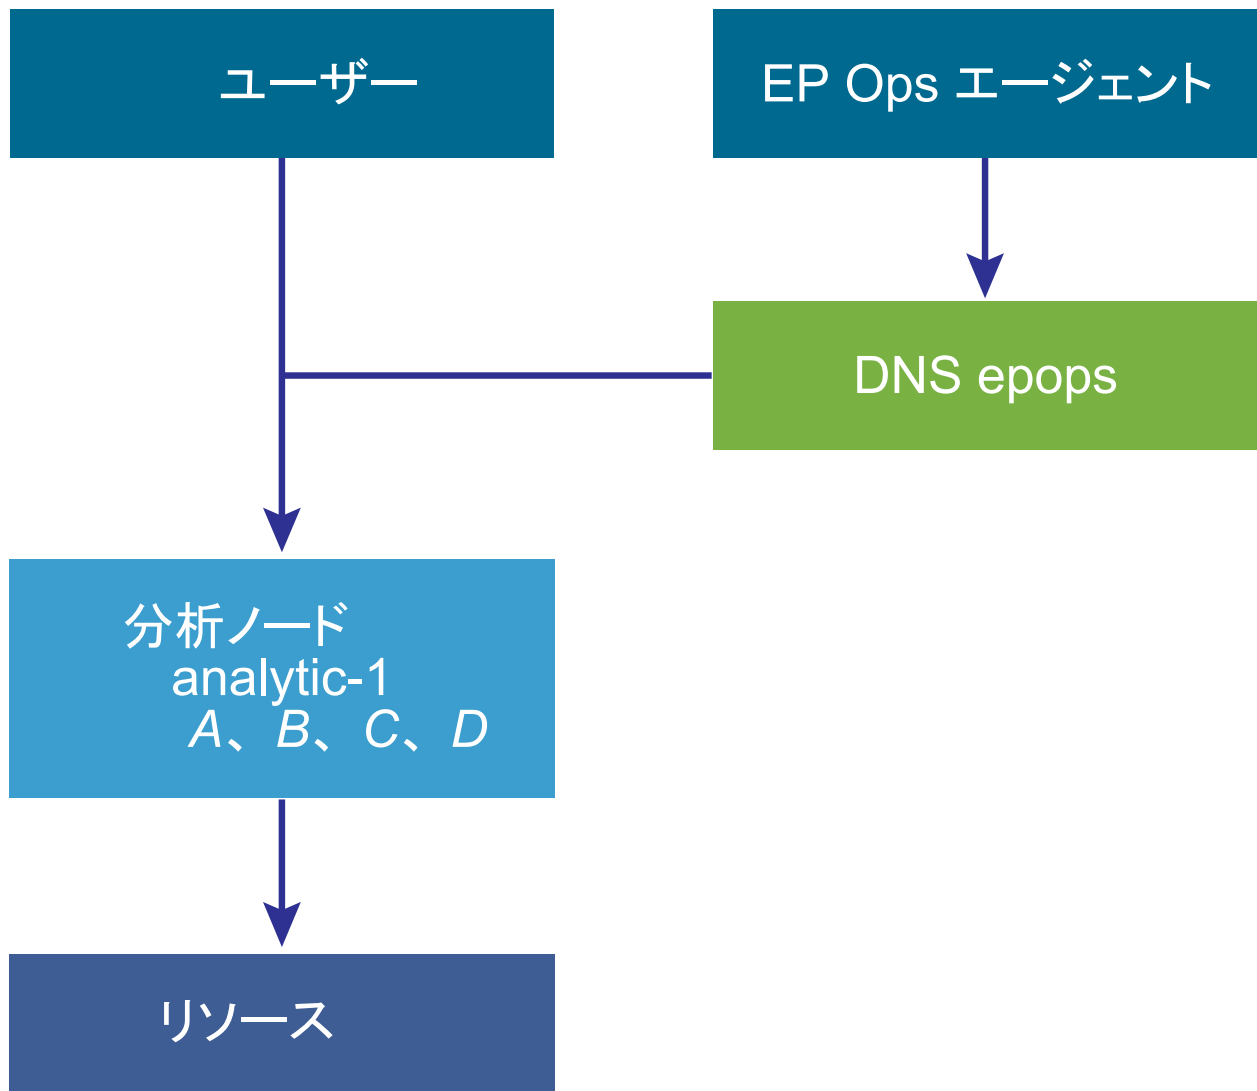 ユーザー
EP Ops エージェント
DNS epops
分析ノード
analytic-1
A、B、C、D
リソース